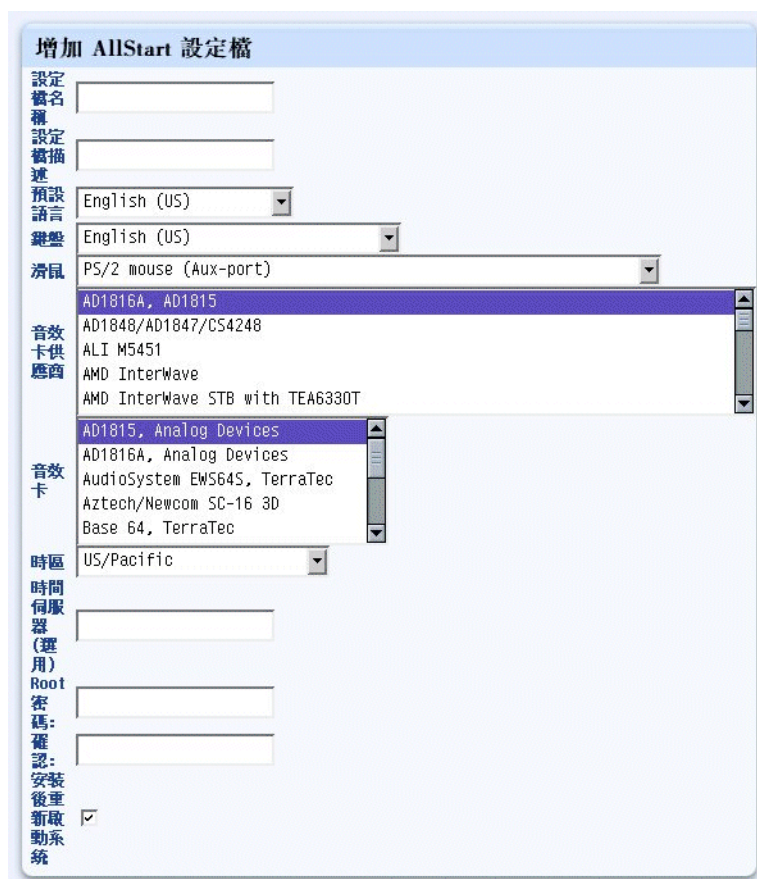 增加 AllStart 設定檔
設定
檔名
稱
設定
檔描
述
預設
語言
English (US)
鍵盤
English (US)
滑鼠
PS/2 mouse (Aux-port)
音效
卡供
應商
AD1816A, AD1815
AD1848/AD1847/CS4248
ALI M5451
AMD InterWave
AMD InterWave STB with TEA6330T
音效
卡
AD1815, Analog Devices
AD1816A, Analog Devices
AudioSystem EWS64S, TerraTec
Aztech/Newcom SC-16 3D
Base 64, TerraTec
時區
US/Pacific
時間
伺服
器
(選
用)
Root
密
碼:
確
認:
安裝
後重
新啟
動系
統